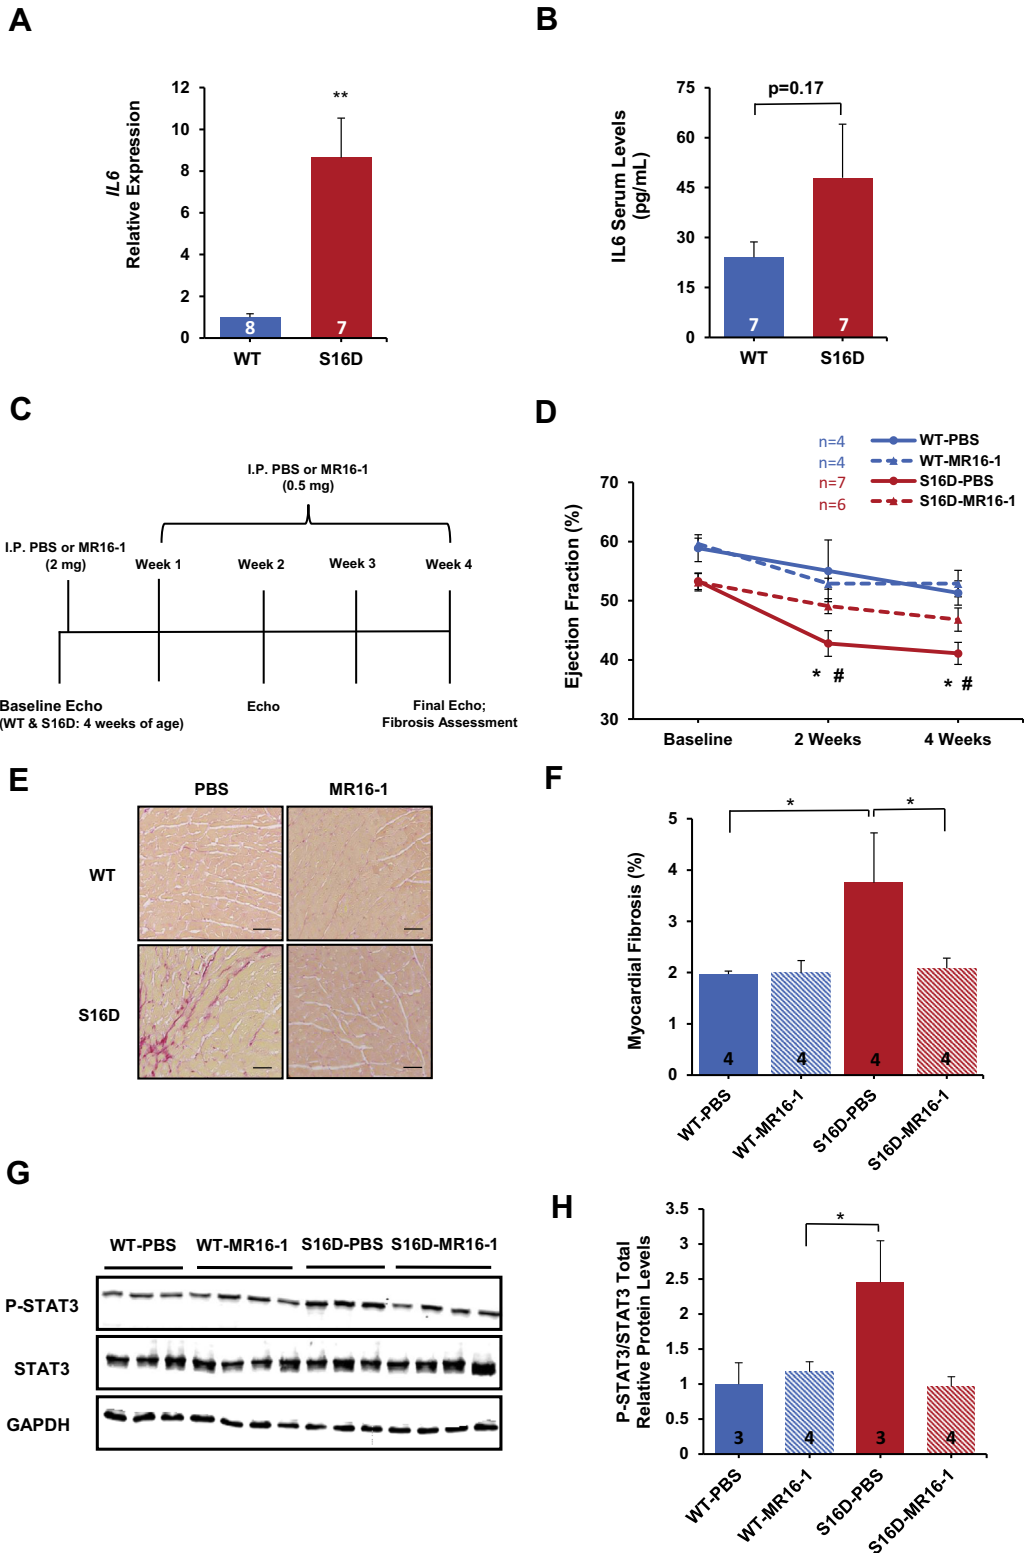 A
IL6
Relative Expression
12
10
8
6
4
2
0
**
8
7
WT
S16D
B
IL6 Serum Levels
(pg/mL)
75
60
45
30
15
0
p=0.17
7
7
WT
S16D
C
I.P. PBS or MR16-1
(0.5 mg)
I.P. PBS or MR16-1
(2 mg)
Week 1
Week 2
Week 3
Week 4
Baseline Echo
(WT & S16D: 4 weeks of age)
Echo
Final Echo;
Fibrosis Assessment
D
n=4 WT-PBS
n=4 WT-MR16-1
n=7 S16D-PBS
n=6 S16D-MR16-1
Ejection Fraction (%)
70
60
50
40
30
* #
* #
Baseline
2 Weeks
4 Weeks
E
PBS
MR16-1
WT
S16D
F
Myocardial Fibrosis (%)
5
4
3
2
1
0
*
*
4
4
4
4
WT-PBS
WT-MR16-1
S16D-PBS
S16D-MR16-1
G
WT-PBS
WT-MR16-1
S16D-PBS
S16D-MR16-1
P-STAT3
STAT3
GAPDH
H
P-STAT3/STAT3 Total
Relative Protein Levels
3.5
3
2.5
2
1.5
1
0.5
0
*
3
4
3
4
WT-PBS
WT-MR16-1
S16D-PBS
S16D-MR16-1